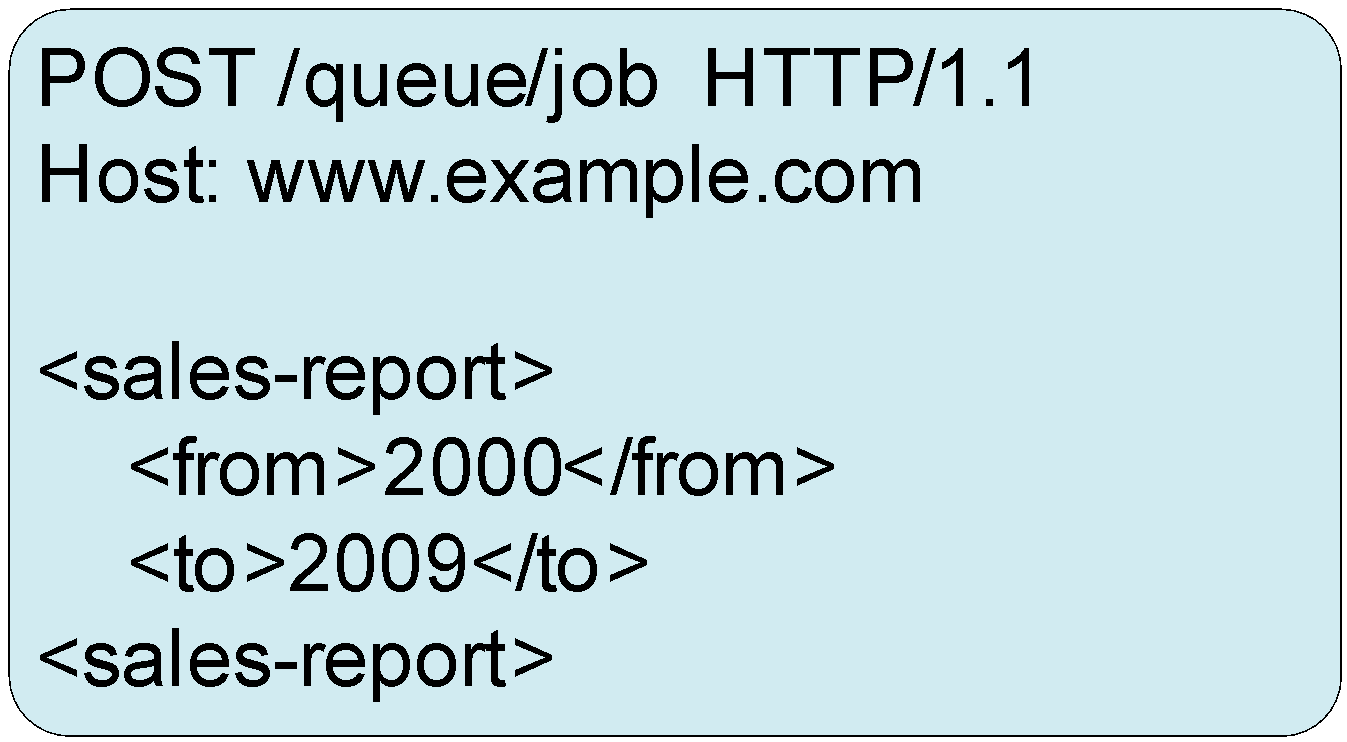 POST /queue/job  HTTP/1.1
Host: www.example.com

<sales-report>
    <from>2000</from>
    <to>2009</to>
<sales-report>